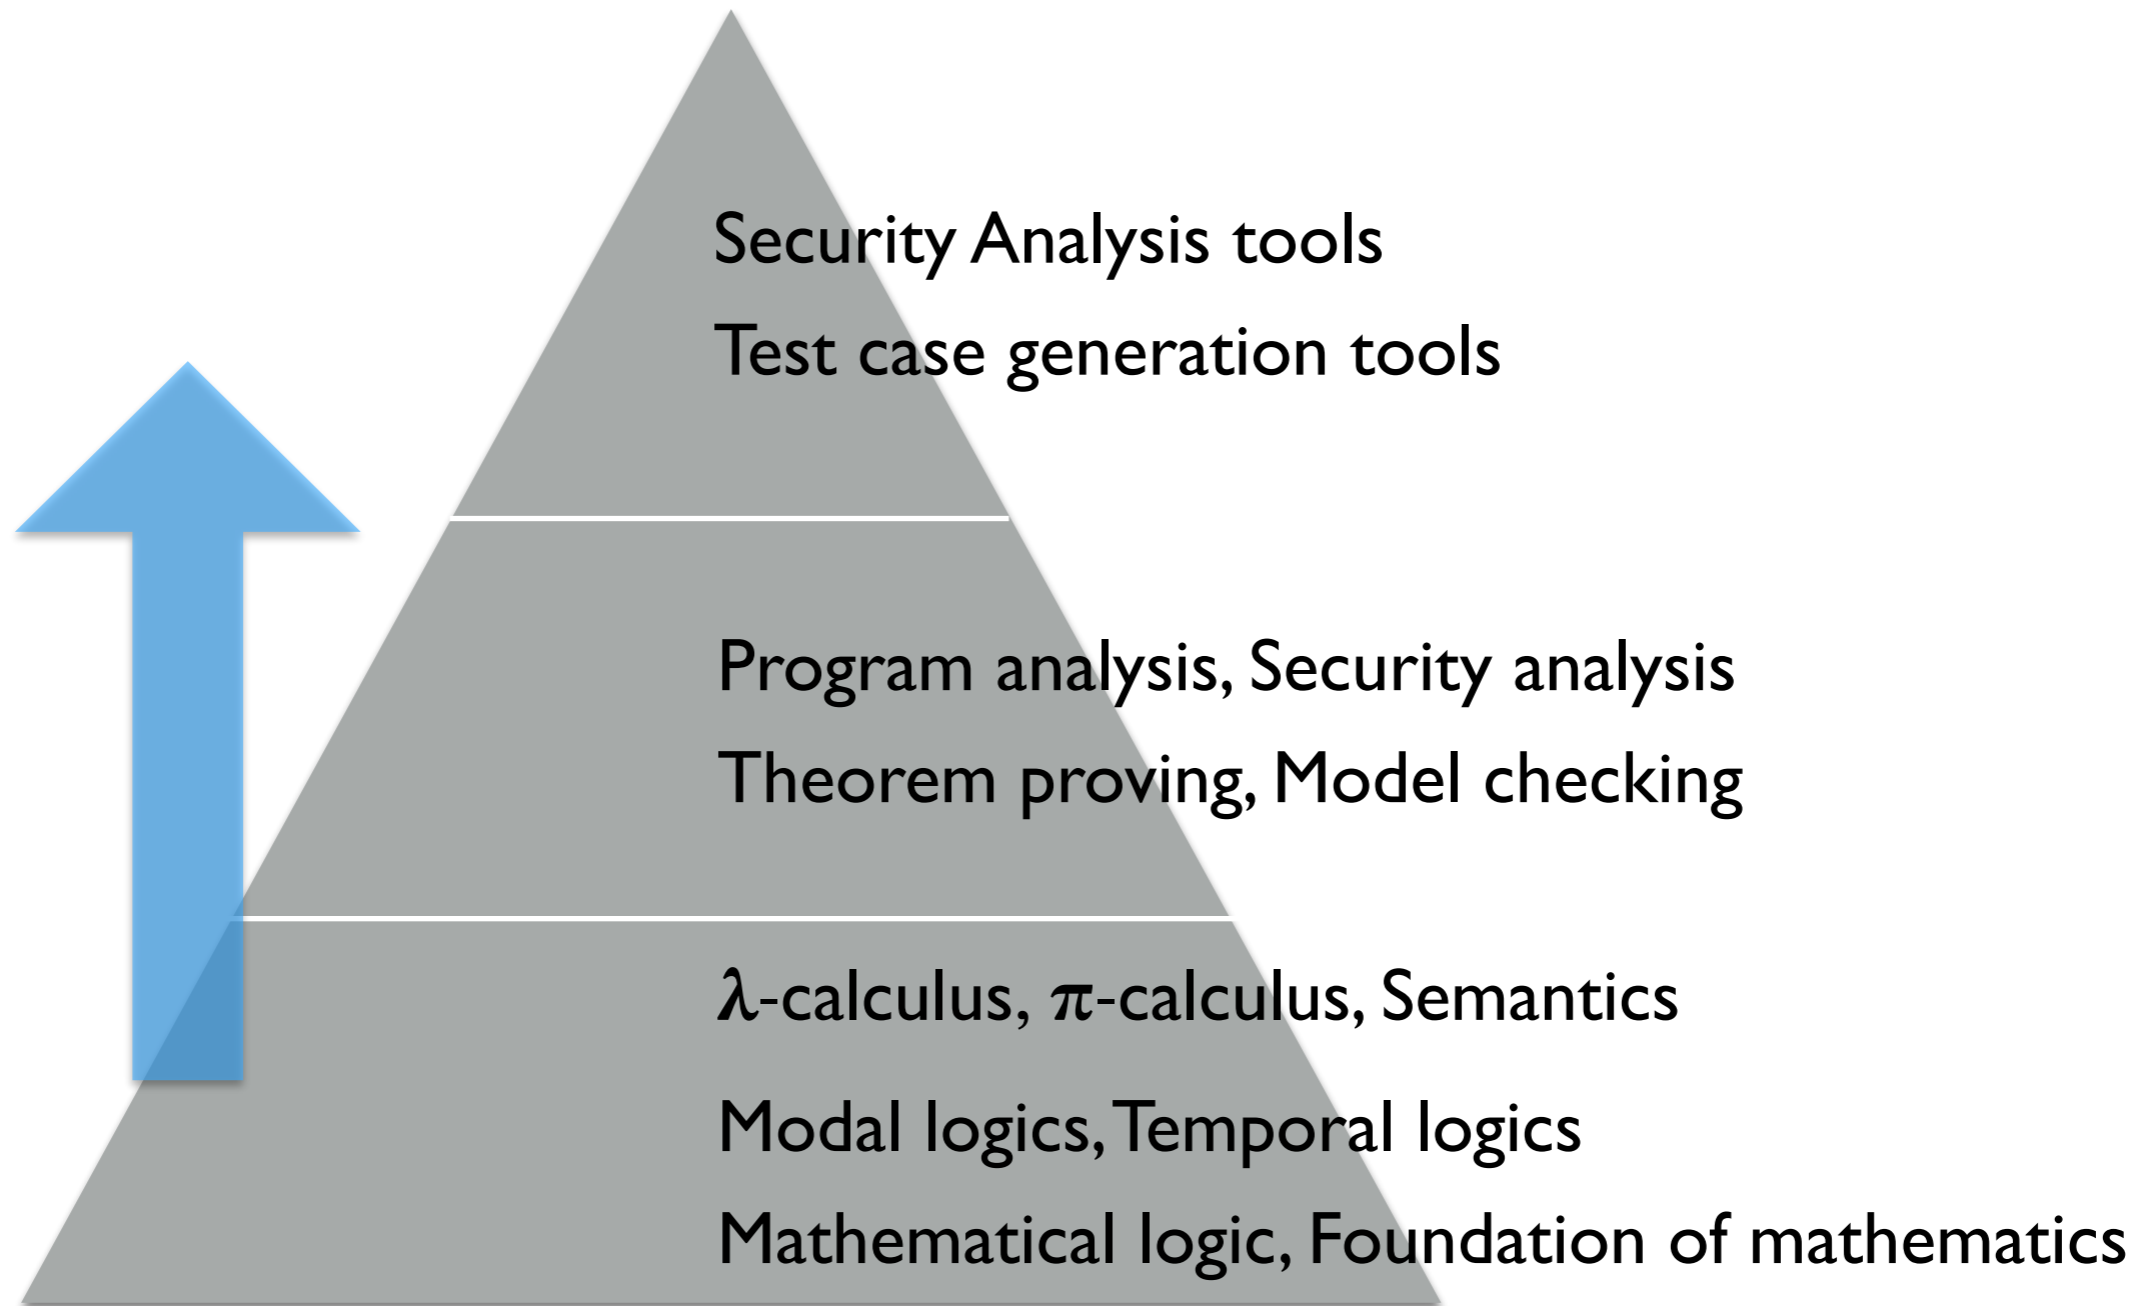 Security Analysis tools
Test case generation tools
Program analysis, Security analysis
Theorem proving, Model checking
λ-calculus, π-calculus, Semantics
Modal logics, Temporal logics
Mathematical logic, Foundation of mathematics